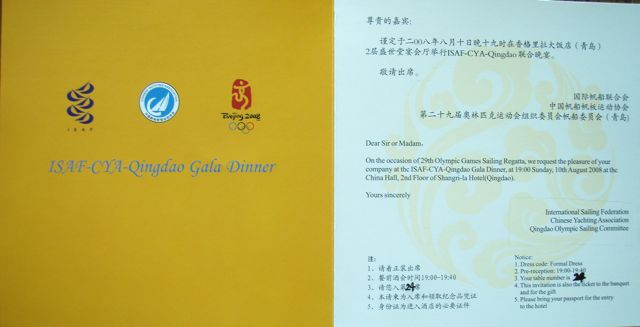 ISAF
Beijing 2008
ISAF-CYA-Qingdao Gala Dinner
尊贵的嘉宾:
谨定于二00八年八月十日晚十九时在香格里拉大饭店（青岛）
2层盛世堂宴会厅举行ISAF-CYA-Qingdao 联合晚宴。
敬请出席。
国际帆船联合会
中国帆船帆板运动协会
第二十九届奥林匹克运动会组织委员会帆船委员会（青岛）
Dear Sir or Madam,
On the occasion of 29th Olympic Games Sailing Regatta, we request the pleasure of your
company at the ISAF-CYA-Qingdao Gala Dinner, at 19:00 Sunday, 10th August 2008 at the
China Hall, 2nd Floor of Shangri-la Hotel(Qingdao).
Yours sincerely
International Sailing Federation
Chinese Yachting Association
Qingdao Olympic Sailing Committee
注:
1、请着正装出席
2、餐前酒会时间19:00-19:40
3、请您入第24席
4、本请柬为入席和领取纪念品凭证
5、身份证为进入酒店的必要证件
Notice:
1. Dress code: Formal Dress
2. Pre-reception: 19:00-19:40
3. Your table number is 24
4. This invitation is also the ticket to the banquet
and for the gift
5. Please bring your passport for the entry
to the hotel